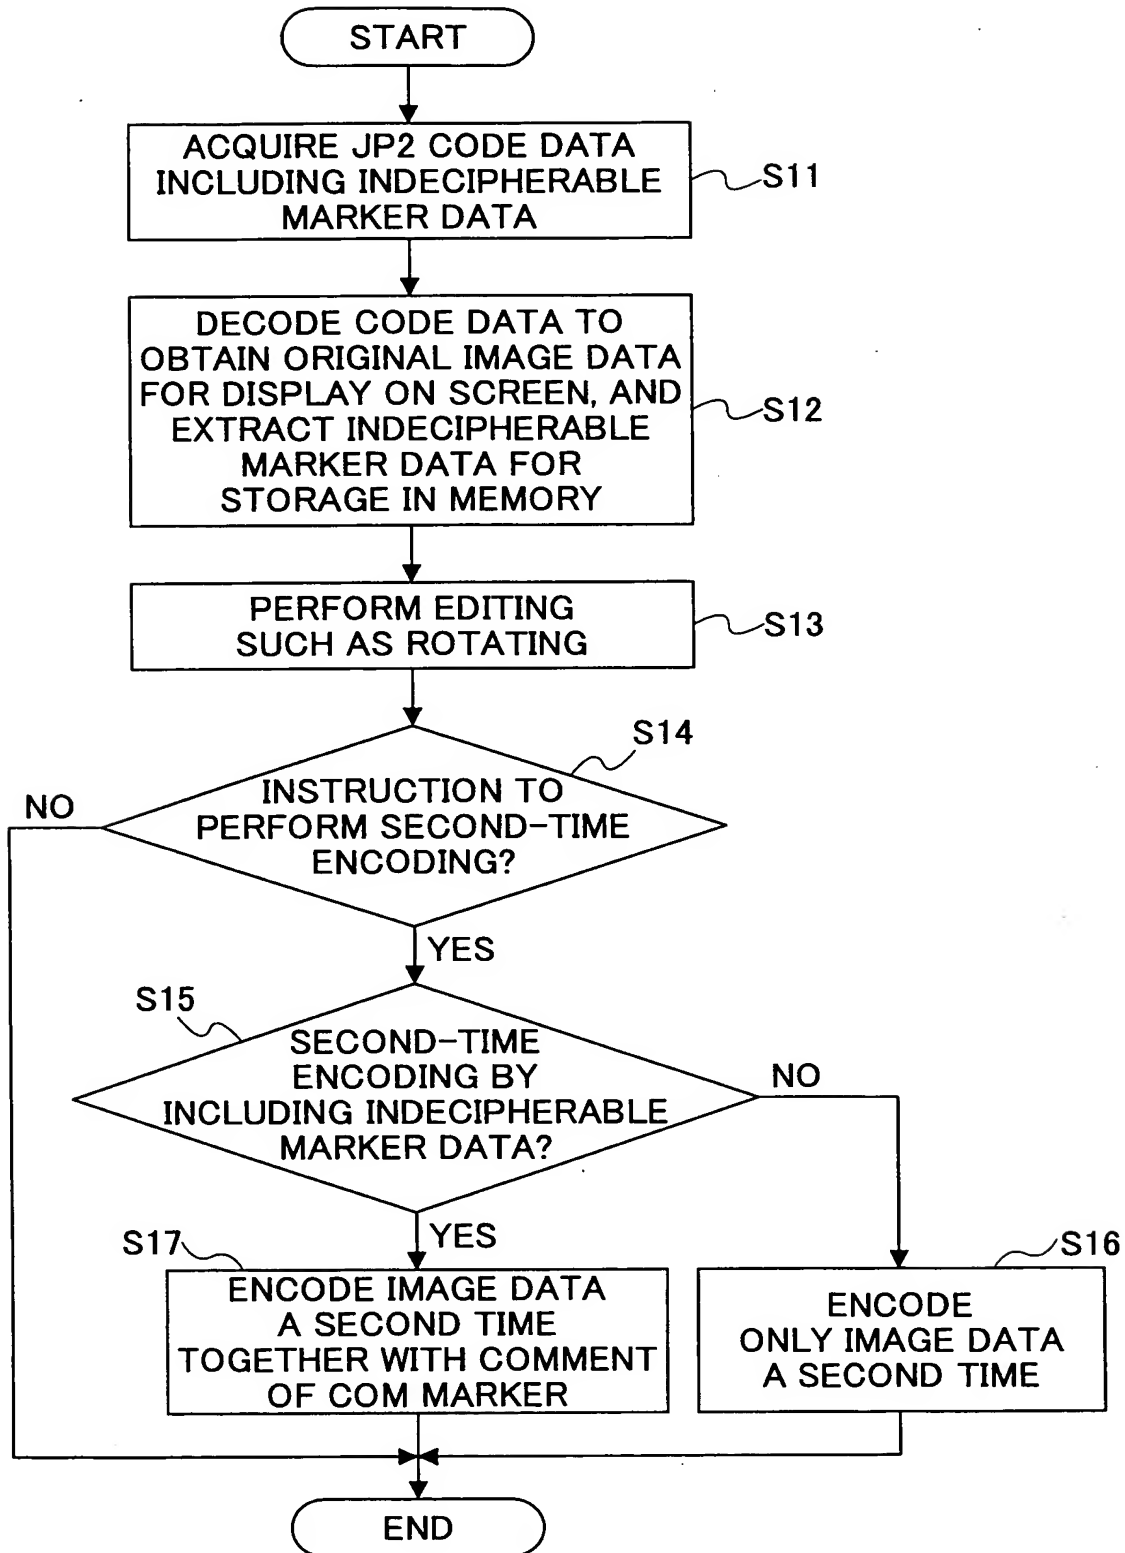 START
ACQUIRE JP2 CODE DATA
INCLUDING INDECIPHERABLE
MARKER DATA
S11
DECODE CODE DATA TO
OBTAIN ORIGINAL IMAGE DATA
FOR DISPLAY ON SCREEN, AND
EXTRACT INDECIPHERABLE
MARKER DATA FOR
STORAGE IN MEMORY
S12
PERFORM EDITING
SUCH AS ROTATING
S13
S14
INSTRUCTION TO
PERFORM SECOND-TIME
ENCODING?
NO
YES
S15
SECOND-TIME
ENCODING BY
INCLUDING INDECIPHERABLE
MARKER DATA?
NO
YES
S17
ENCODE IMAGE DATA
A SECOND TIME
TOGETHER WITH COMMENT
OF COM MARKER
S16
ENCODE
ONLY IMAGE DATA
A SECOND TIME
END